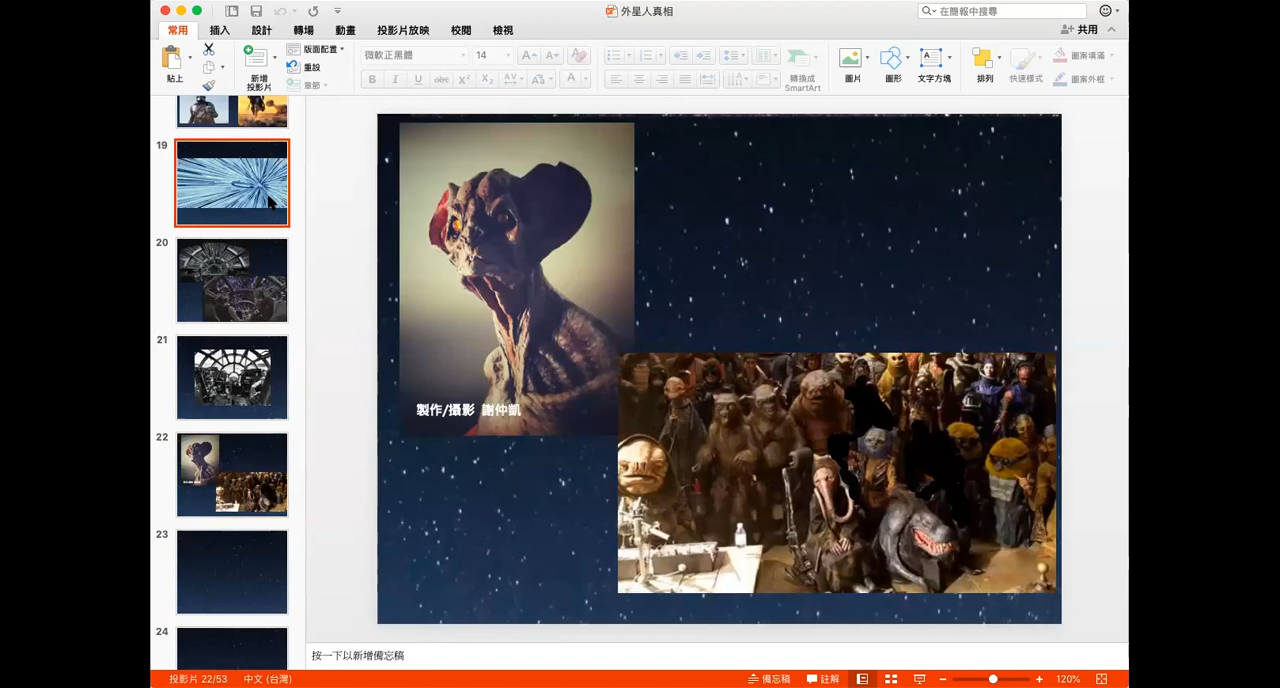 外星人真相
在簡報中搜尋
常用 插入 設計 轉場 動畫 投影片放映 校閱 檢視
共用
貼上
新增
投影片
版面配置
重設
章節
微軟正黑體
14
B I U abc X² X₂ AV
轉換成
SmartArt
圖片
圖形
文字方塊
排列
快速樣式
圖案填滿
圖案外框
19
20
21
22
23
24
製作/攝影 謝仲凱
按一下以新增備忘稿
投影片 22/53 中文 (台灣) 備忘稿 註解 120%